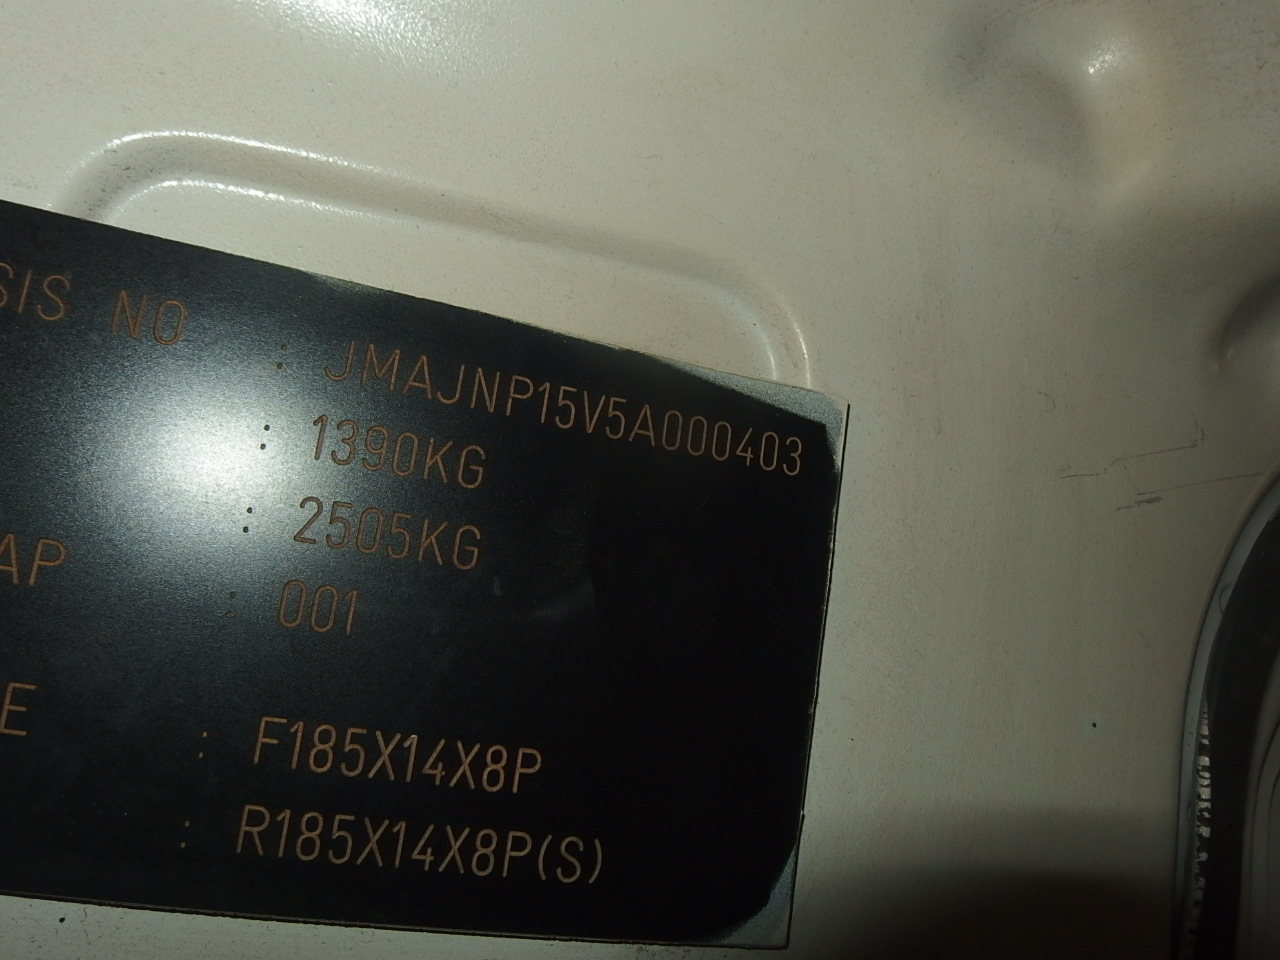 SIS NO : JMAJNP15V5A000403
: 1390KG
: 2505KG
AP : 001
E : F185X14X8P
: R185X14X8P(S)